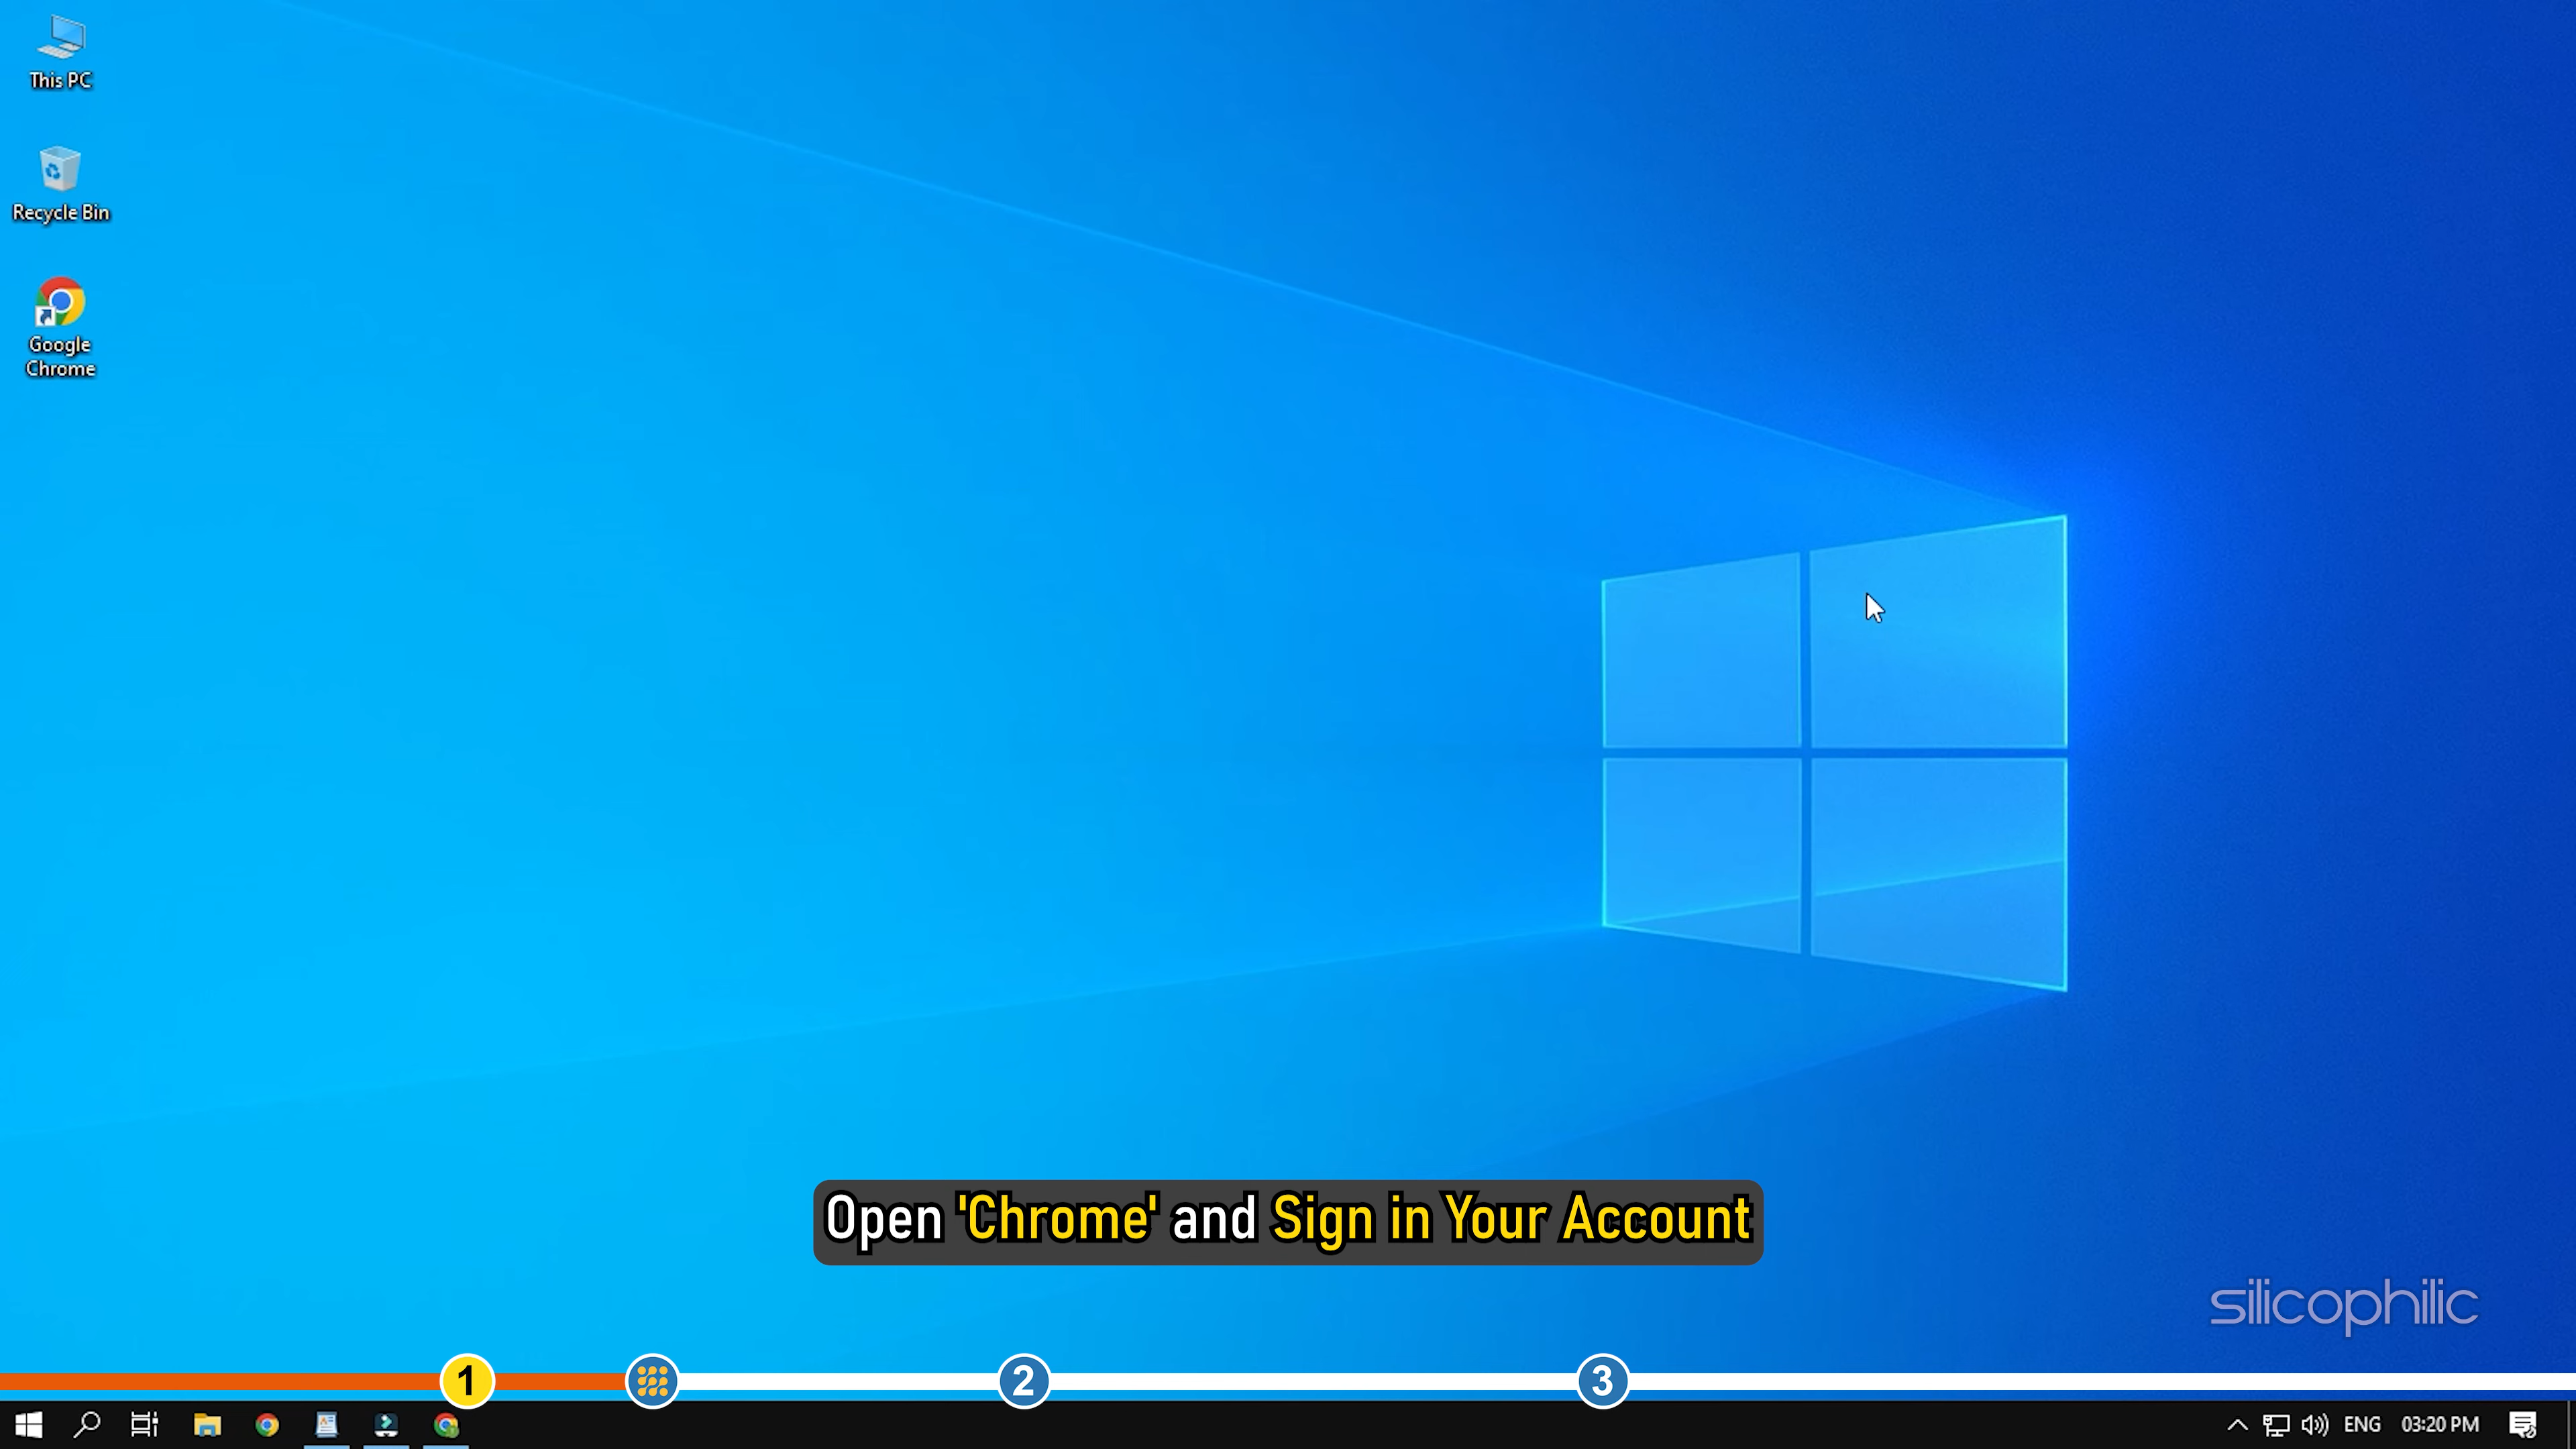 This PC
Recycle Bin
Google
Chrome
Open 'Chrome' and Sign in Your Account
silicophilic
1
2
3
ENG
03:20 PM